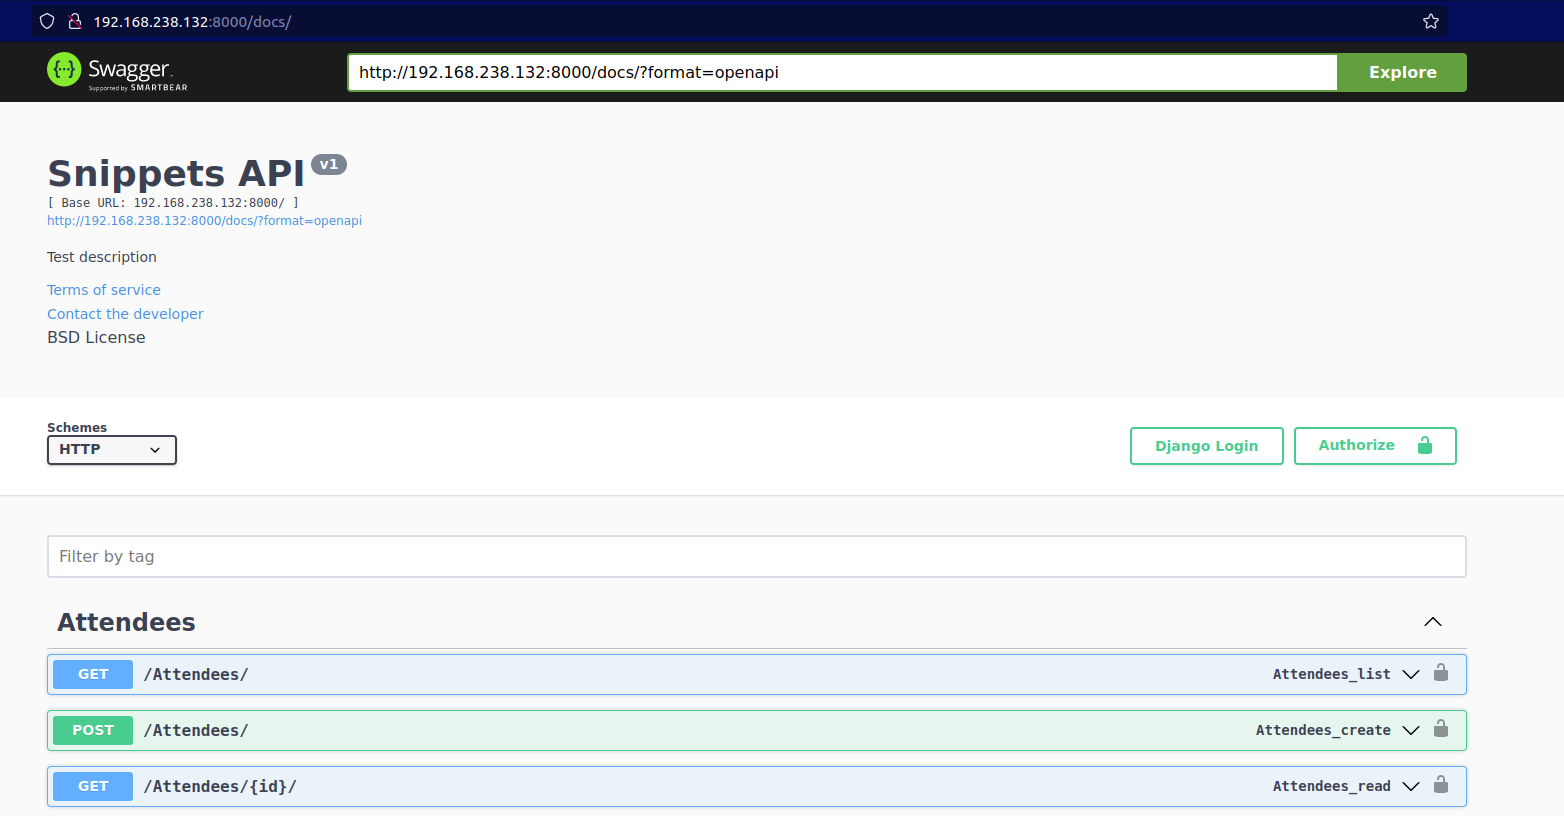 192.168.238.132:8000/docs/
Swagger
Supported by SMARTBEAR
http://192.168.238.132:8000/docs/?format=openapi
Explore
Snippets API v1
[ Base URL: 192.168.238.132:8000/ ]
http://192.168.238.132:8000/docs/?format=openapi
Test description
Terms of service
Contact the developer
BSD License
Schemes
HTTP
Django Login
Authorize
Filter by tag
Attendees
GET /Attendees/ Attendees_list
POST /Attendees/ Attendees_create
GET /Attendees/{id}/ Attendees_read